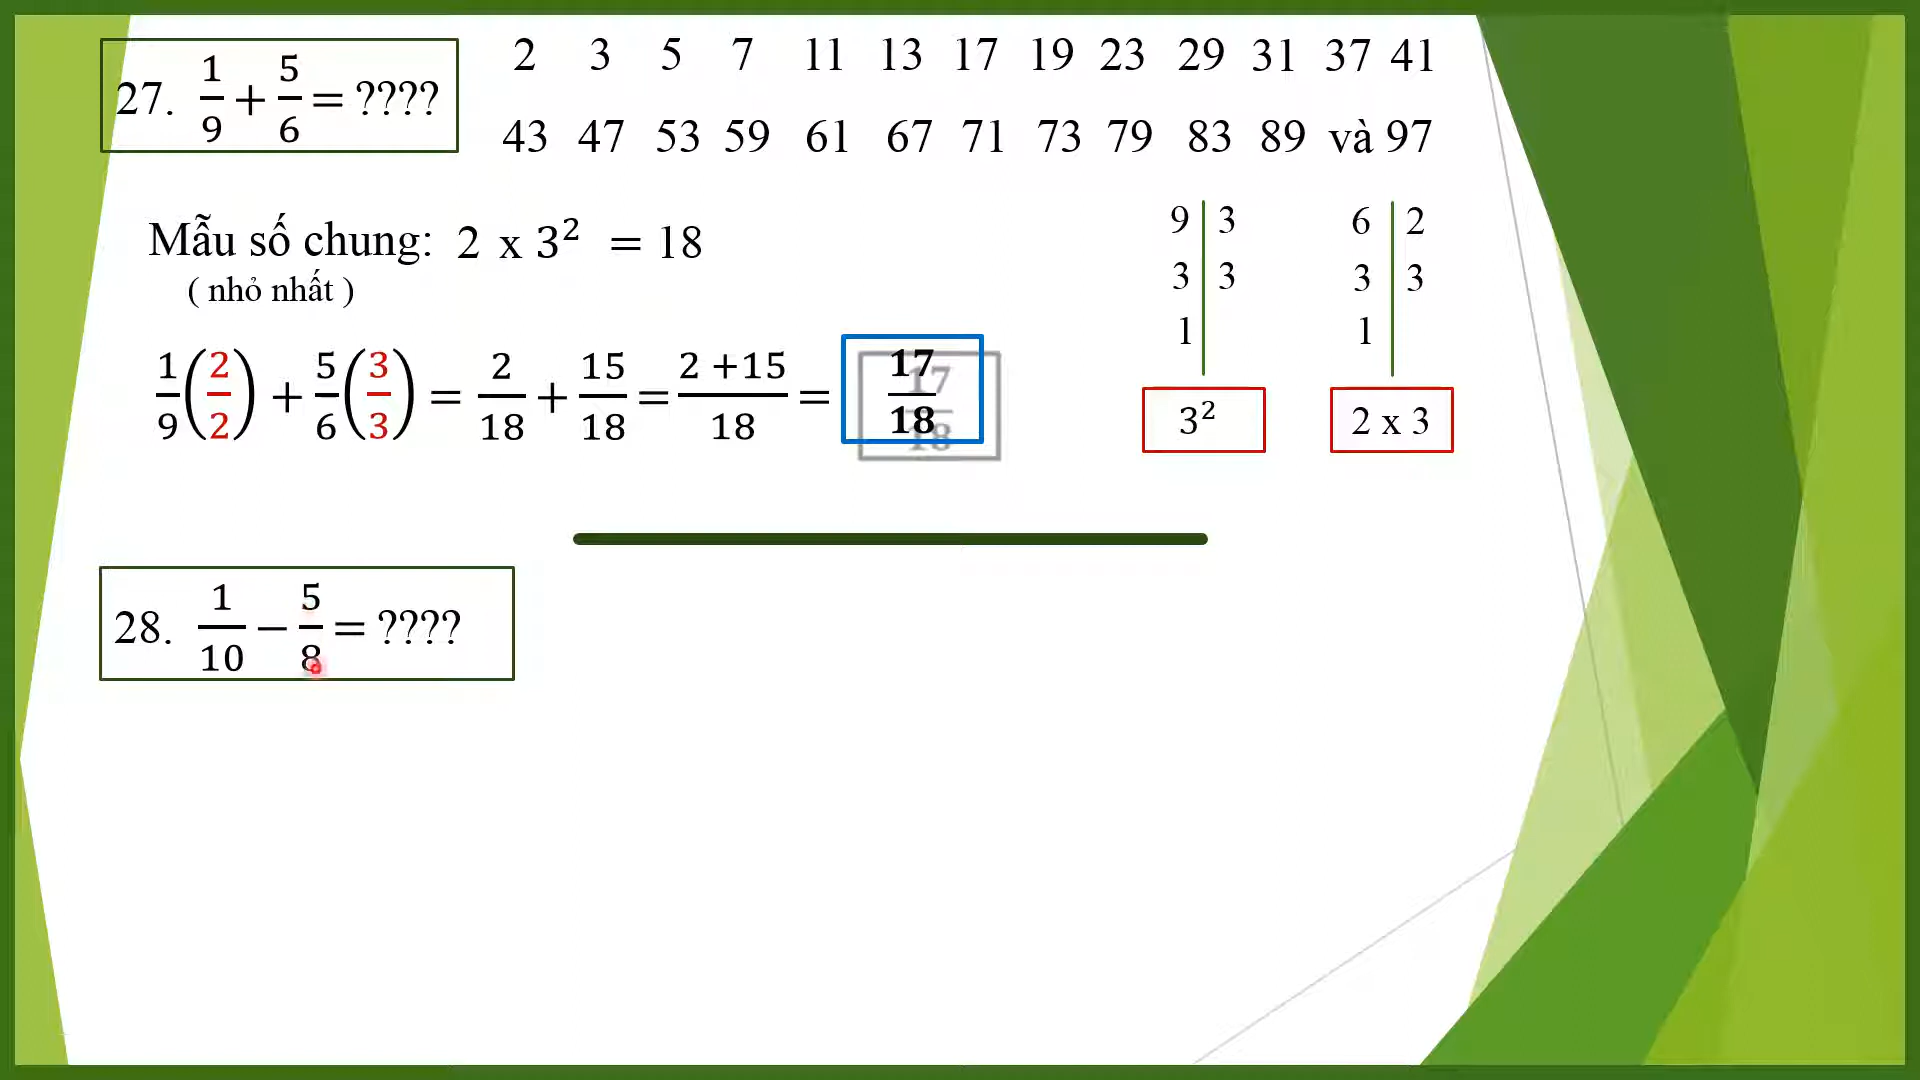 27. 1/9 + 5/6 = ????
2 3 5 7 11 13 17 19 23 29 31 37 41
43 47 53 59 61 67 71 73 79 83 89 và 97
Mẫu số chung: 2 x 3² = 18
( nhỏ nhất )
9 | 3
3 | 3
1
3²
6 | 2
3 | 3
1
2 x 3
1/9 (2/2) + 5/6 (3/3) = 2/18 + 15/18 = 2 + 15/18 = 17/18
28. 1/10 − 5/8 = ????